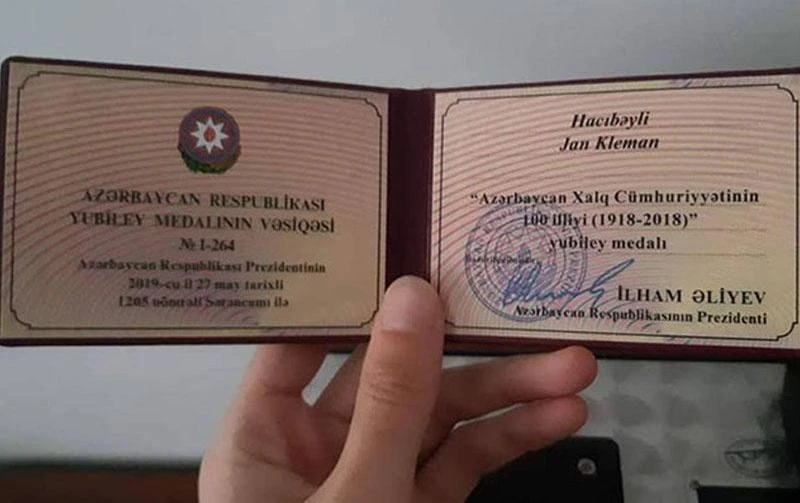 AZƏRBAYCAN RESPUBLİKASI
YUBİLEY MEDALININ VƏSİQƏSİ
№ I-264
Azərbaycan Respublikası Prezidentinin
2019-cu il 27 may tarixli
1205 nömrəli Sərəncamı ilə
Hacıbəyli
Jan Kleman
“Azərbaycan Xalq Cümhuriyyətinin
100 illiyi (1918-2018)”
yubiley medalı
İLHAM ƏLİYEV
Azərbaycan Respublikasının Prezidenti